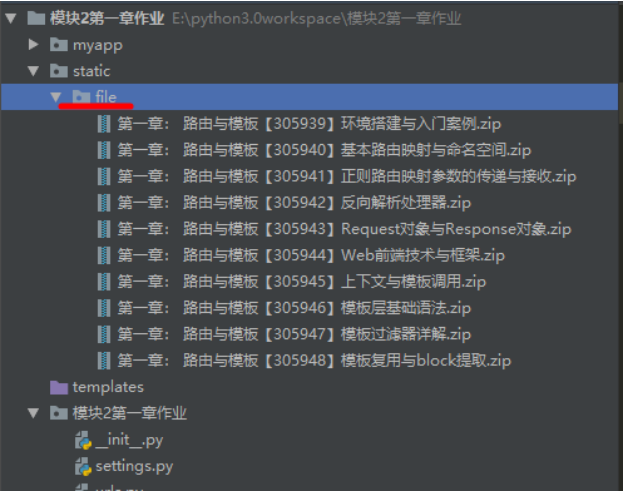 模块2第一章作业 E:\python3.0workspace\模块2第一章作业
myapp
static
file
第一章： 路由与模板【305939】环境搭建与入门案例.zip
第一章： 路由与模板【305940】基本路由映射与命名空间.zip
第一章： 路由与模板【305941】正则路由映射参数的传递与接收.zip
第一章： 路由与模板【305942】反向解析处理器.zip
第一章： 路由与模板【305943】Request对象与Response对象.zip
第一章： 路由与模板【305944】Web前端技术与框架.zip
第一章： 路由与模板【305945】上下文与模板调用.zip
第一章： 路由与模板【305946】模板层基础语法.zip
第一章： 路由与模板【305947】模板过滤器详解.zip
第一章： 路由与模板【305948】模板复用与block提取.zip
templates
模块2第一章作业
__init__.py
settings.py
urls.py